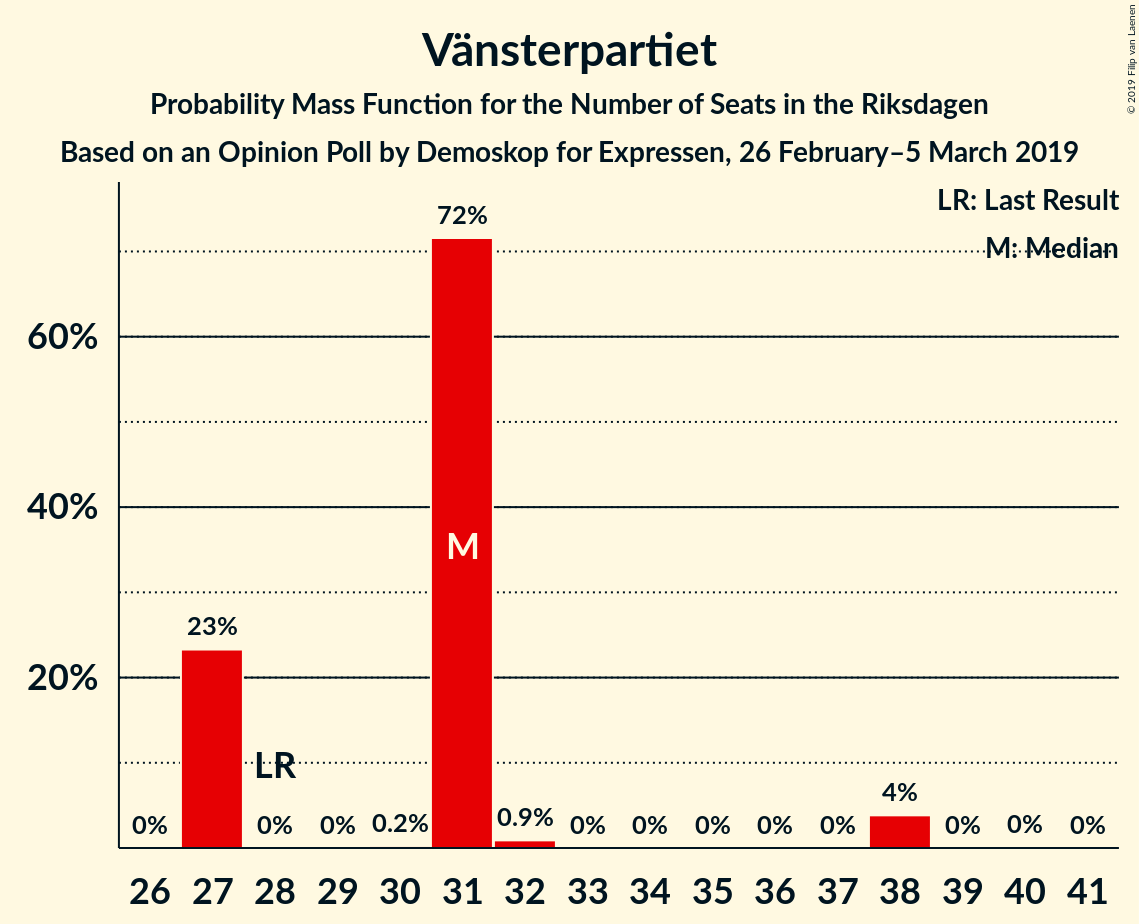 Vänsterpartiet
Probability Mass Function for the Number of Seats in the Riksdagen
Based on an Opinion Poll by Demoskop for Expressen, 26 February–5 March 2019
© 2019 Filip van Laenen
LR: Last Result
M: Median
72%
60%
40%
M
23%
20%
LR
0% 0% 0% 0.2% 0.9% 0% 0% 0% 0% 0% 4% 0% 0% 0%
26 27 28 29 30 31 32 33 34 35 36 37 38 39 40 41